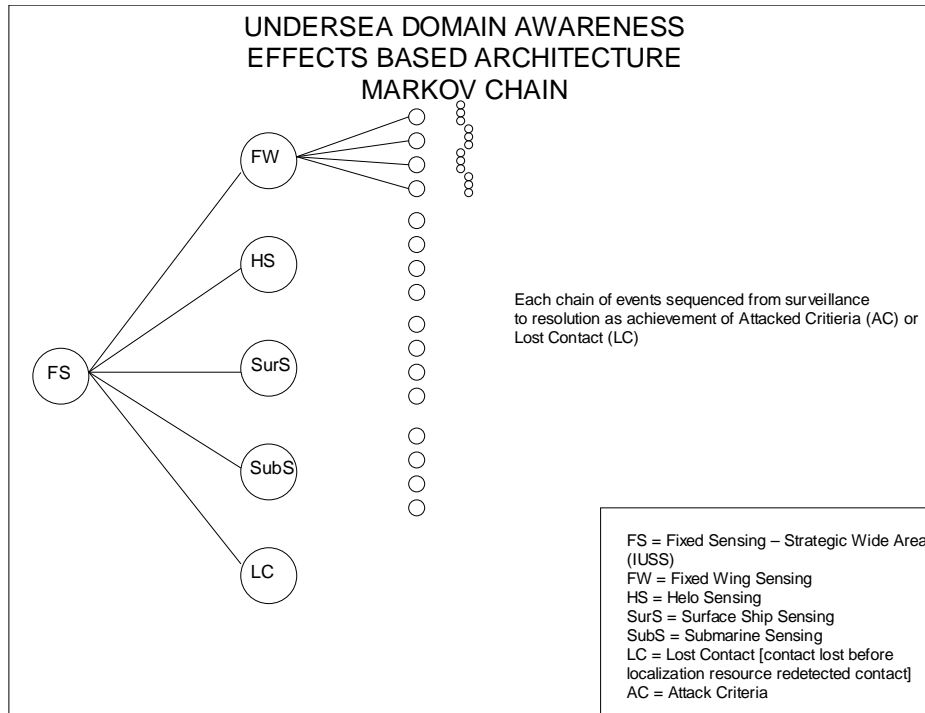 UNDERSEA DOMAIN AWARENESS
EFFECTS BASED ARCHITECTURE
MARKOV CHAIN
FW
HS
Each chain of events sequenced from surveillance
to resolution as achievement of Attacked Critieria (AC) or
Lost Contact (LC)
SurS
FS
SubS
LC
FS = Fixed Sensing – Strategic Wide Area
(IUSS)
FW = Fixed Wing Sensing
HS = Helo Sensing
SurS = Surface Ship Sensing
SubS = Submarine Sensing
LC = Lost Contact [contact lost before
localization resource redetected contact]
AC = Attack Criteria